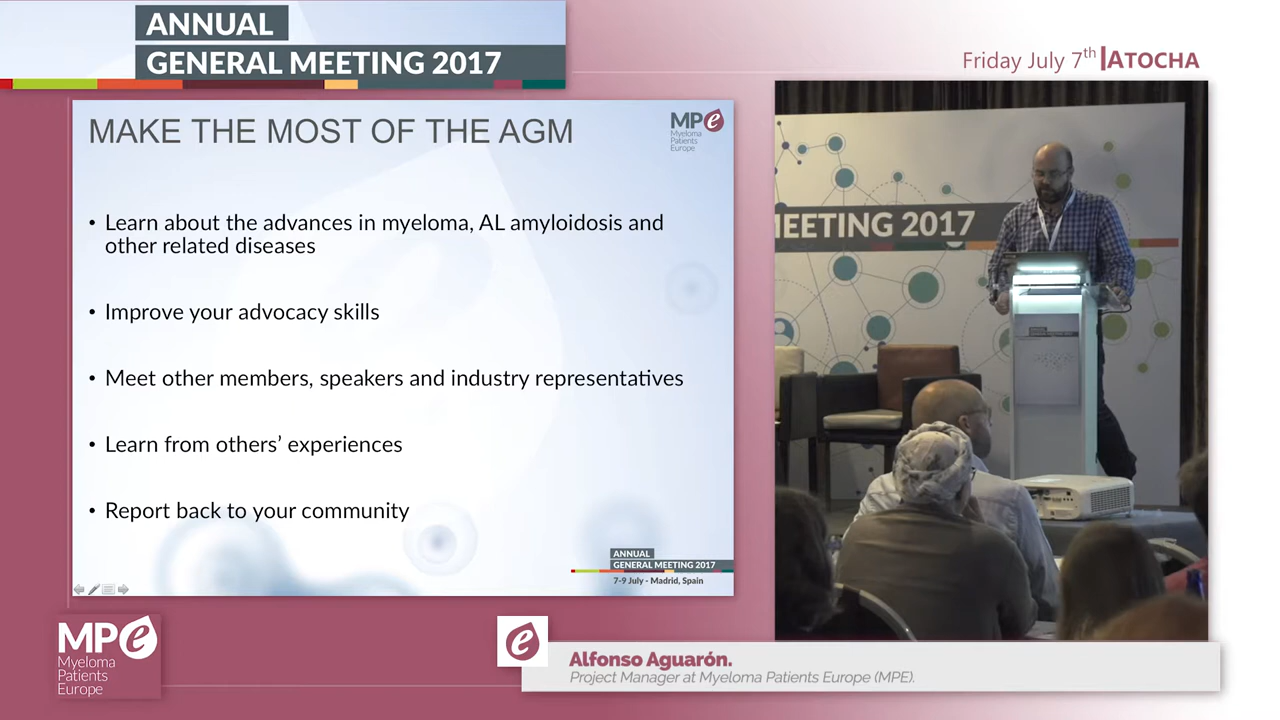 ANNUAL
GENERAL MEETING 2017
Friday July 7th | ATOCHA
MAKE THE MOST OF THE AGM
MPe
Myeloma
Patients
Europe
• Learn about the advances in myeloma, AL amyloidosis and
other related diseases
• Improve your advocacy skills
• Meet other members, speakers and industry representatives
• Learn from others’ experiences
• Report back to your community
ANNUAL
GENERAL MEETING 2017
7-9 July - Madrid, Spain
MEETING 2017
MPe
Myeloma
Patients
Europe
e
Alfonso Aguarón.
Project Manager at Myeloma Patients Europe (MPE).